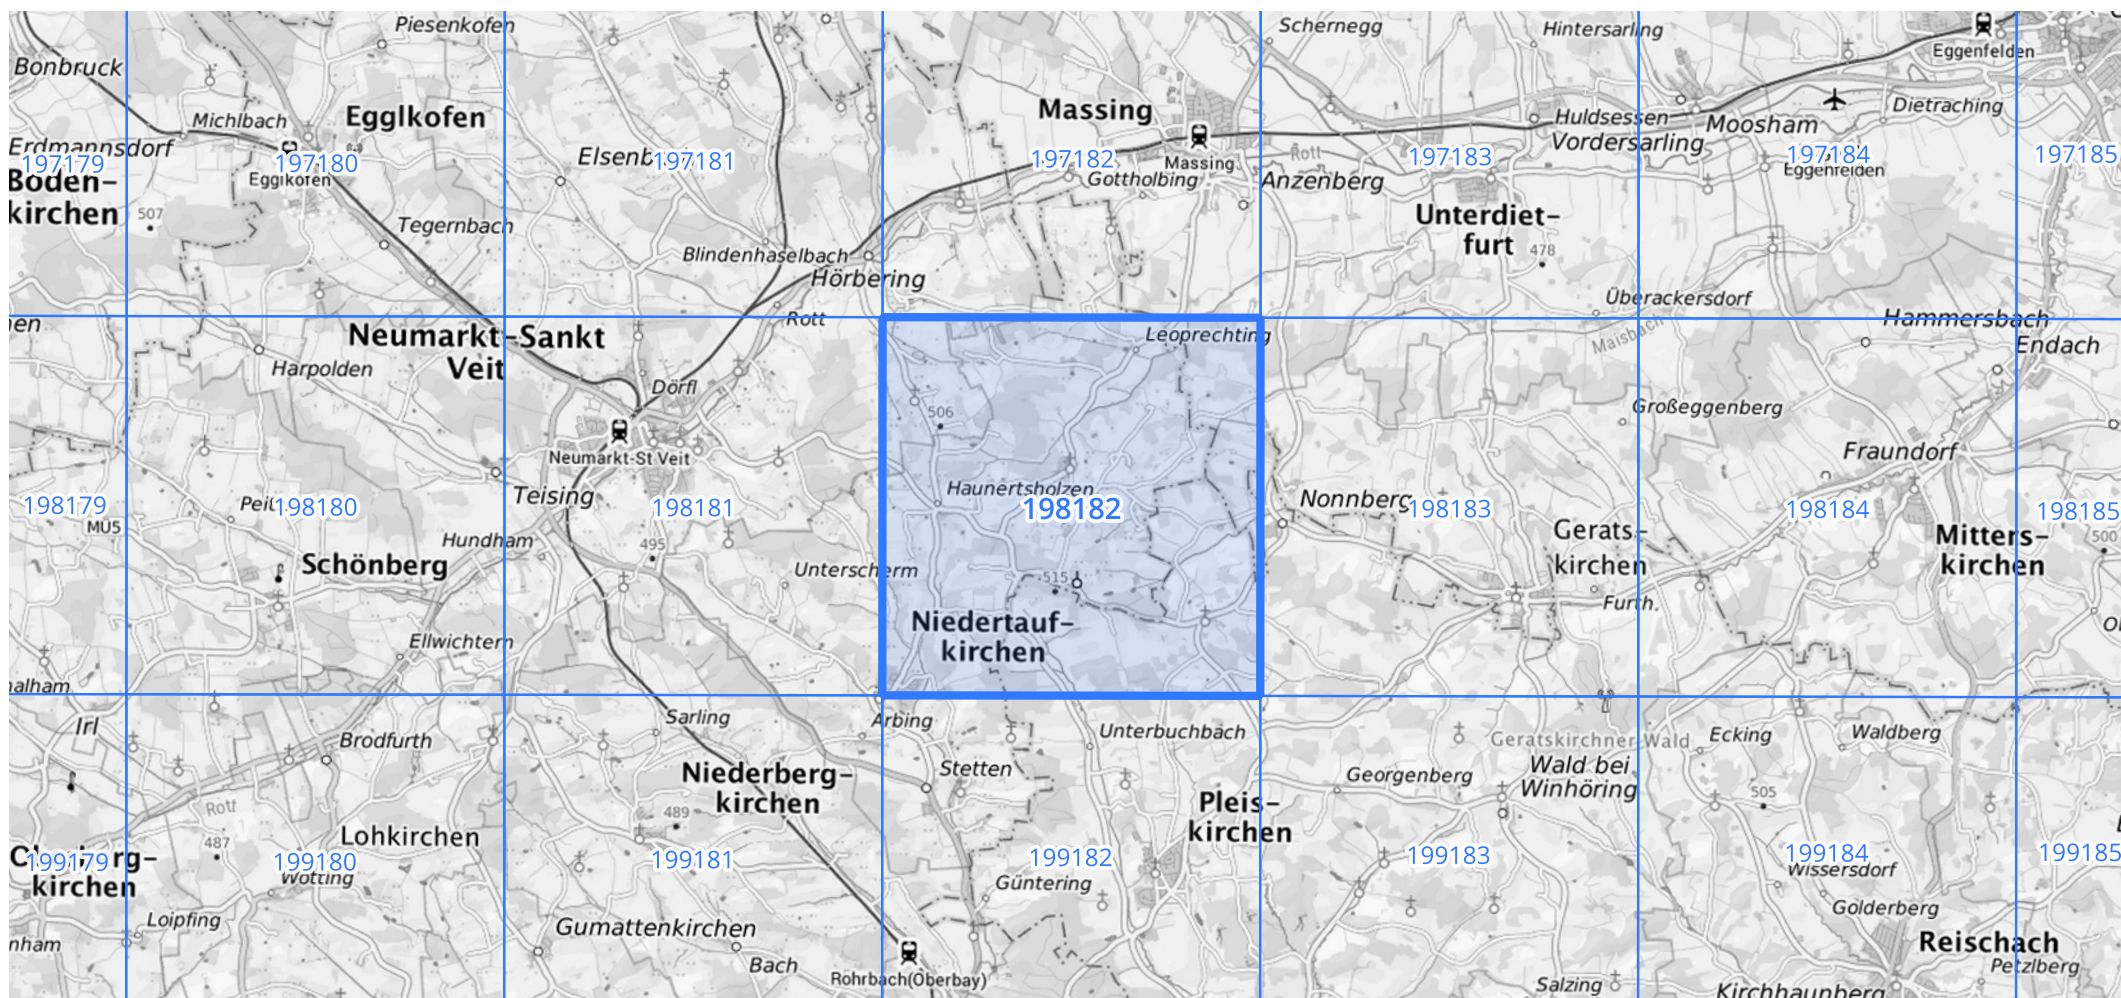 Piesenkofen
Schernegg
Hintersarling
Eggenfelden
Bonbruck
Michlbach
Egglkofen
Massing
Huldsessen
Moosham
Dietraching
Erdmannsdorf
197179
197180
Elsenb
197181
197182
Massing
Rott
197183
Vordersarling
197184
197185
Boden-
kirchen
Egglkofen
Gottholbing
Anzenberg
Eggenfelden
507
Tegernbach
Unterdiet-
furt
478
Blindenhaselbach
Hörbering
Überackersdorf
Rott
Maisbach
Hammersbach
Neumarkt-Sankt
Veit
Leoprechting
Endach
Harpolden
Dörfl
506
Großeggenberg
Neumarkt-St Veit
Fraundorf
198179
Peil
198180
Teising
198181
Haunertsholzen
198182
Nonnberg
198183
198184
198185
MÜ5
Hundham
495
Gerats-
kirchen
Mitters-
kirchen
500
Schönberg
Unterscherm
515
Furth.
Niedertauf-
kirchen
Ellwichtern
Irl
Brodfurth
Sarling
Arbing
Unterbuchbach
Geratskirchner Wald
Ecking
Waldberg
Stetten
Niederberg-
kirchen
Georgenberg
Wald bei
Winhöring
505
Rott
489
Pleis-
kirchen
487
Lohkirchen
199179
kirchen
199180
Wotting
199181
199182
199183
199184
199185
Wissersdorf
Güntering
Golderberg
Loipfing
Gumattenkirchen
Reischach
Bach
Rohrbach(Oberbay)
Petzlberg
Salzing
Kirchhaunberg